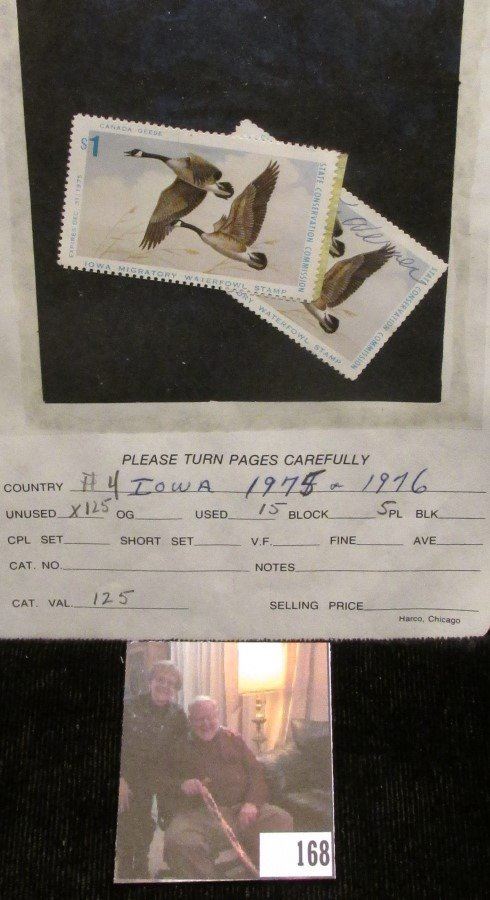 CANADA GEESE
$1
EXPIRES DEC. 31, 1975
STATE CONSERVATION COMMISSION
IOWA MIGRATORY WATERFOWL STAMP
STATE CONSERVATION COMMISSION
WATERFOWL STAMP
PLEASE TURN PAGES CAREFULLY
COUNTRY #4 IOWA 1975 & 1976
UNUSED X125 OG USED 15 BLOCK 5 PL BLK
CPL SET SHORT SET V.F. FINE AVE
CAT. NO. NOTES
CAT. VAL. 125 SELLING PRICE
Harco, Chicago
168